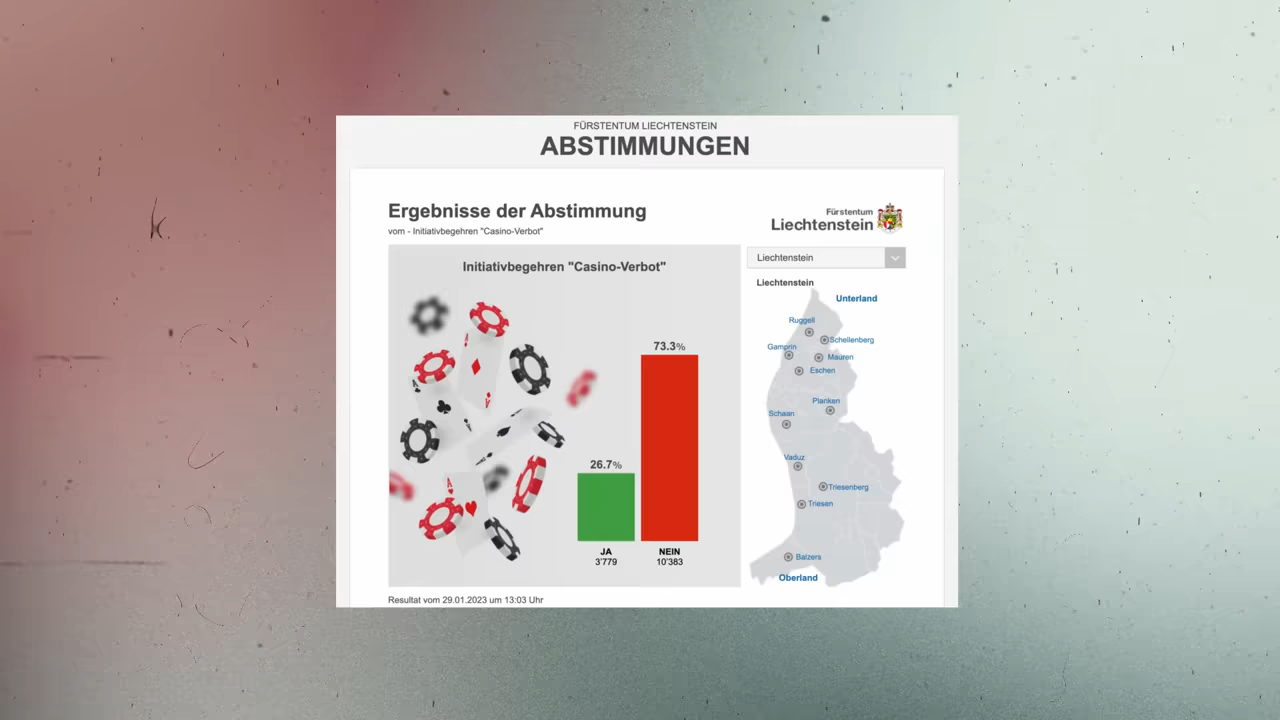 FÜRSTENTUM LIECHTENSTEIN
ABSTIMMUNGEN
Ergebnisse der Abstimmung
vom - Initiativbegehren "Casino-Verbot"
Fürstentum
Liechtenstein
Initiativbegehren "Casino-Verbot"
73.3%
26.7%
JA
3'779
NEIN
10'383
Liechtenstein
Liechtenstein
Unterland
Ruggell
Schellenberg
Gamprin
Mauren
Eschen
Planken
Schaan
Vaduz
Triesenberg
Triesen
Balzers
Oberland
Resultat vom 29.01.2023 um 13:03 Uhr